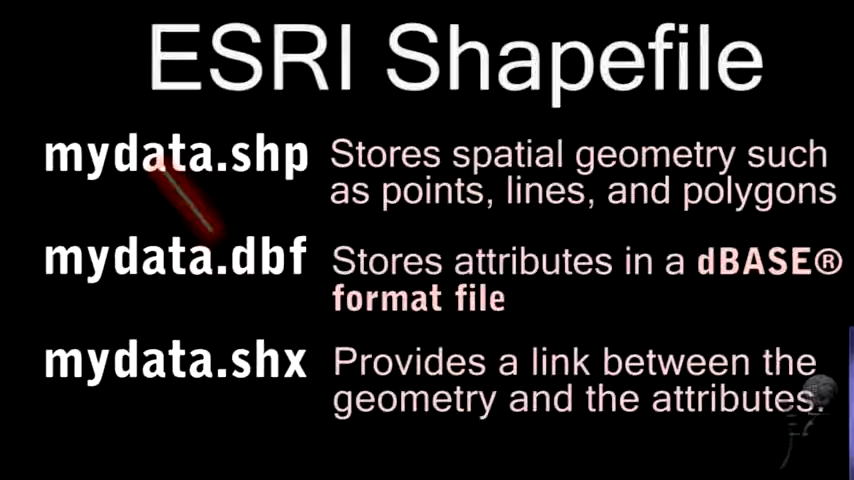 ESRI Shapefile
mydata.shp Stores spatial geometry such
as points, lines, and polygons
mydata.dbf Stores attributes in a dBASE®
format file
mydata.shx Provides a link between the
geometry and the attributes.